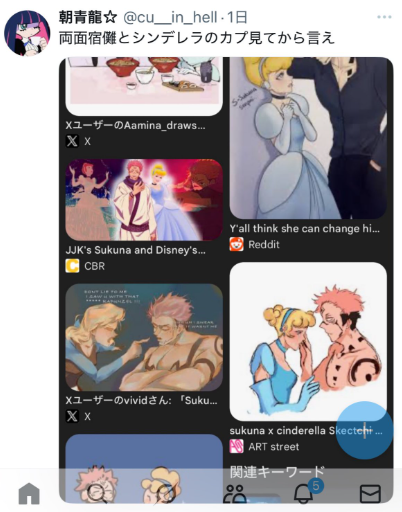 朝青龍☆ @cu__in_hell·1日
両面宿儺とシンデレラのカプ見てから言え
XユーザーのAamina_draws...
X
JJK's Sukuna and Disney's...
CBR
Xユーザーのvividさん: 「Suku...
X
Y'all think she can change hi...
Reddit
sukuna x cinderella Skectch ...
ART street
関連キーワード
5